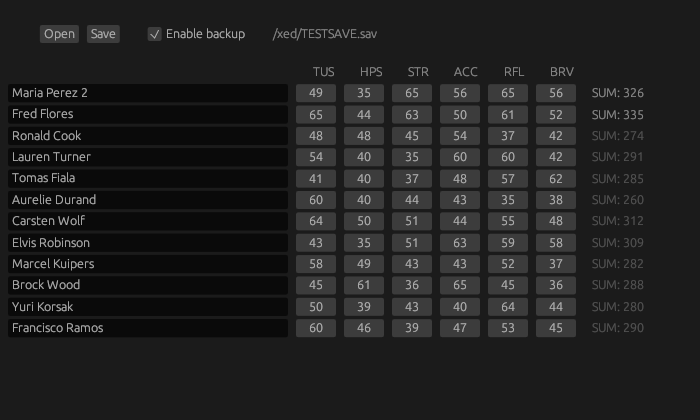 Open Save Enable backup /xed/TESTSAVE.sav
TUS HPS STR ACC RFL BRV
Maria Perez 2 49 35 65 56 65 56 SUM: 326
Fred Flores 65 44 63 50 61 52 SUM: 335
Ronald Cook 48 48 45 54 37 42 SUM: 274
Lauren Turner 54 40 35 60 60 42 SUM: 291
Tomas Fiala 41 40 37 48 57 62 SUM: 285
Aurelie Durand 60 40 44 43 35 38 SUM: 260
Carsten Wolf 64 50 51 44 55 48 SUM: 312
Elvis Robinson 43 35 51 63 59 58 SUM: 309
Marcel Kuipers 58 49 43 43 52 37 SUM: 282
Brock Wood 45 61 36 65 45 36 SUM: 288
Yuri Korsak 50 39 43 40 64 44 SUM: 280
Francisco Ramos 60 46 39 47 53 45 SUM: 290